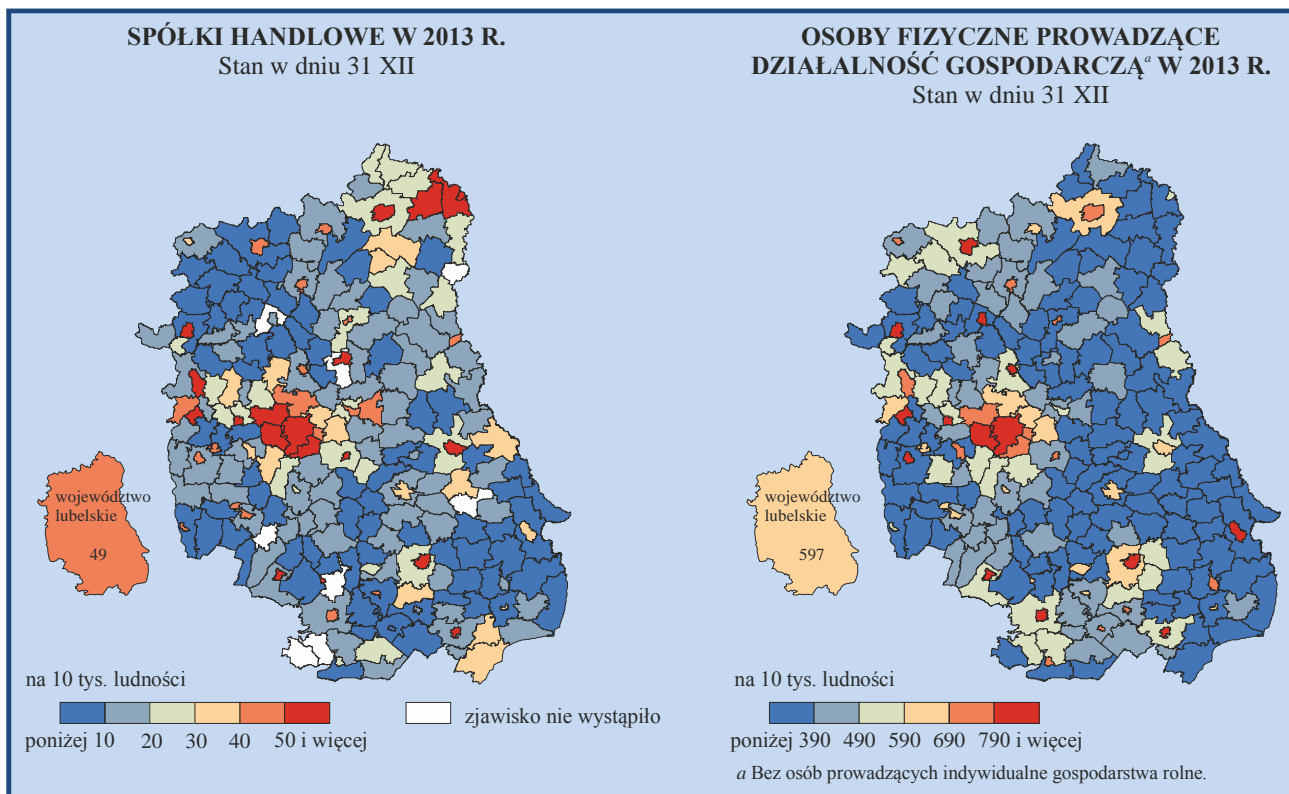 SPÓŁKI HANDLOWE W 2013 R.
Stan w dniu 31 XII
województwo
lubelskie
49
na 10 tys. ludności
poniżej 10 20 30 40 50 i więcej
zjawisko nie wystąpiło
OSOBY FIZYCZNE PROWADZĄCE
DZIAŁALNOŚĆ GOSPODARCZĄa W 2013 R.
Stan w dniu 31 XII
województwo
lubelskie
597
na 10 tys. ludności
poniżej 390 490 590 690 790 i więcej
a Bez osób prowadzących indywidualne gospodarstwa rolne.